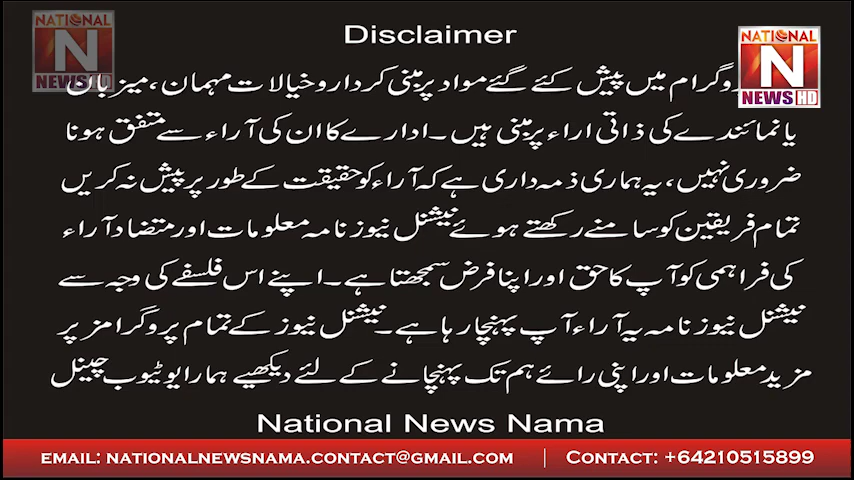 NATIONAL
N
NEWS HD
Disclaimer
NATIONAL
N
NEWS HD
روگرام میں پیش کئے گئے مواد پر مبنی کردار و خیالات مہمان، میزبان
یا نمائندے کی ذاتی اراء پر مبنی ہیں۔ ادارے کا ان کی آراء سے متفق ہونا
ضروری نہیں، یہ ہماری ذمہ داری ہے کہ آراء کو حقیقت کے طور پر پیش نہ کریں
تمام فریقین کو سامنے رکھتے ہوئے نیشنل نیوز نامہ معلومات اور متضاد آراء
کی فراہمی کو آپ کا حق اور اپنا فرض سمجھتا ہے۔ اپنے اس فلسفے کی وجہ سے
نیشنل نیوز نامہ یہ آراء آپ پہنچا رہا ہے۔ نیشنل نیوز کے تمام پروگرامز پر
مزید معلومات اور اپنی رائے ہم تک پہنچانے کے لئے دیکھیے ہمارا یوٹیوب چینل
National News Nama
EMAIL: NATIONALNEWSNAMA.CONTACT@GMAIL.COM | CONTACT: +64210515899